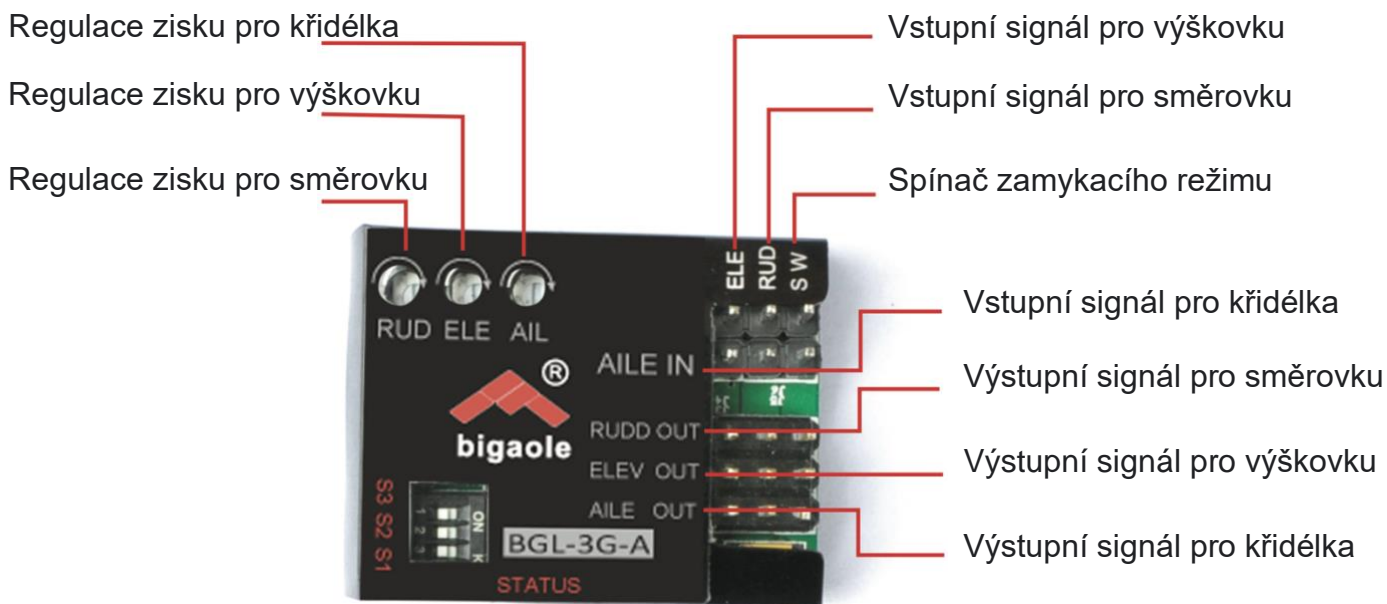 Regulace zisku pro křidélka
Regulace zisku pro výškovku
Regulace zisku pro směrovku
Vstupní signál pro výškovku
Vstupní signál pro směrovku
Spínač zamykacího režimu
ELE
RUD
S W
RUD ELE AIL
Vstupní signál pro křidélka
AILE IN
Výstupní signál pro směrovku
®
bigaole
RUDD OUT
Výstupní signál pro výškovku
ELEV OUT
AILE OUT
Výstupní signál pro křidélka
S3 S2 S1
ON
1
2
BGL-3G-A
STATUS